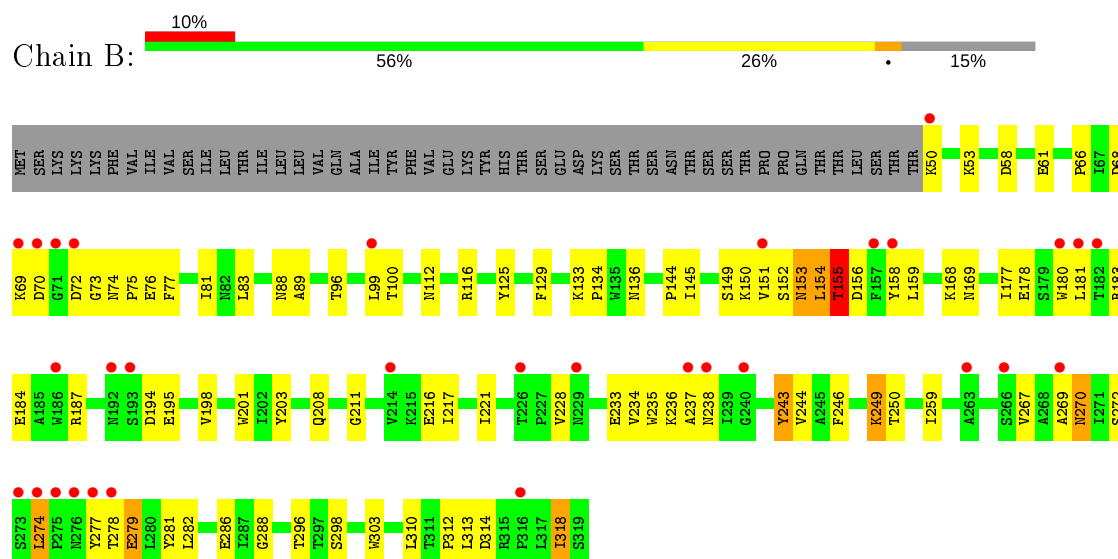 10%
Chain B:
56% 26% • 15%
MET SER LYS LYS LYS PHE VAL ILE VAL SER ILE LEU THR ILE LEU LEU VAL GLN ALA ILE TYR PHE VAL GLU LYS TYR HIS THR SER GLU ASP LYS SER THR SER ASN THR SER SER THR PRO PRO GLN THR THR LEU SER THR THR K50 K53 D58 E61 P66 I67 D68
K69 D70 G71 D72 G73 N74 P75 E76 F77 I81 N82 L83 N88 A89 T96 L99 T100 N112 R116 Y125 F129 K133 P134 W135 N136 P144 I145 S149 K150 V151 S152 N153 L154 T155 D156 F157 Y158 L159 K168 N169 I177 E178 S179 W180 L181 T182 R183
E184 A185 W186 R187 N192 S193 D194 E195 V198 W201 I202 Y203 Q208 G211 V214 K215 E216 I217 I221 T226 P227 V228 N229 E233 V234 W235 K236 A237 N238 I239 G240 Y243 V244 A245 F246 K249 T250 I259 A263 S266 V267 A268 A269 N270 I271 S272
S273 L274 P275 N276 Y277 T278 E279 L280 Y281 L282 E286 I287 G288 T296 T297 S298 W303 L310 T311 P312 L313 D314 R315 P316 L317 I318 S319